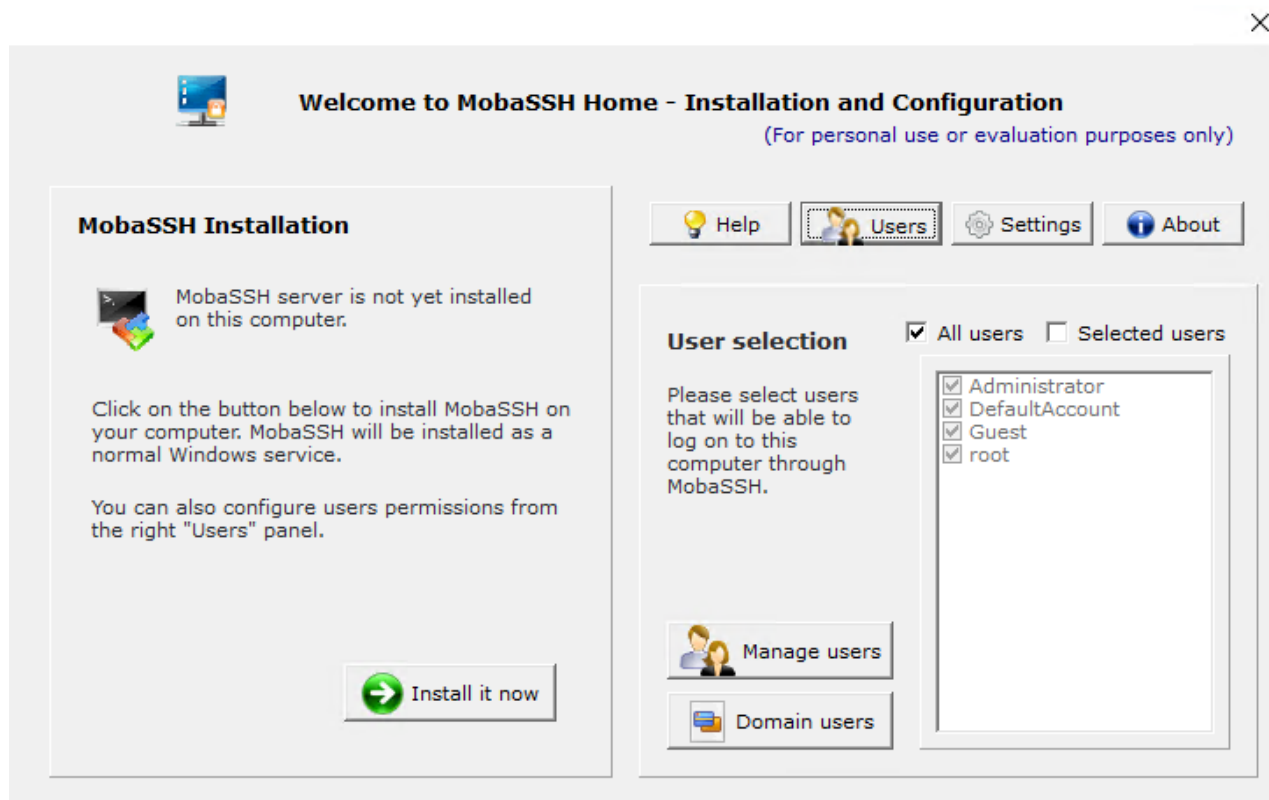 Welcome to MobaSSH Home - Installation and Configuration
(For personal use or evaluation purposes only)
MobaSSH Installation
MobaSSH server is not yet installed
on this computer.
Click on the button below to install MobaSSH on
your computer. MobaSSH will be installed as a
normal Windows service.
You can also configure users permissions from
the right "Users" panel.
Install it now
Help
Users
Settings
About
User selection
All users
Selected users
Please select users
that will be able to
log on to this
computer through
MobaSSH.
Administrator
DefaultAccount
Guest
root
Manage users
Domain users